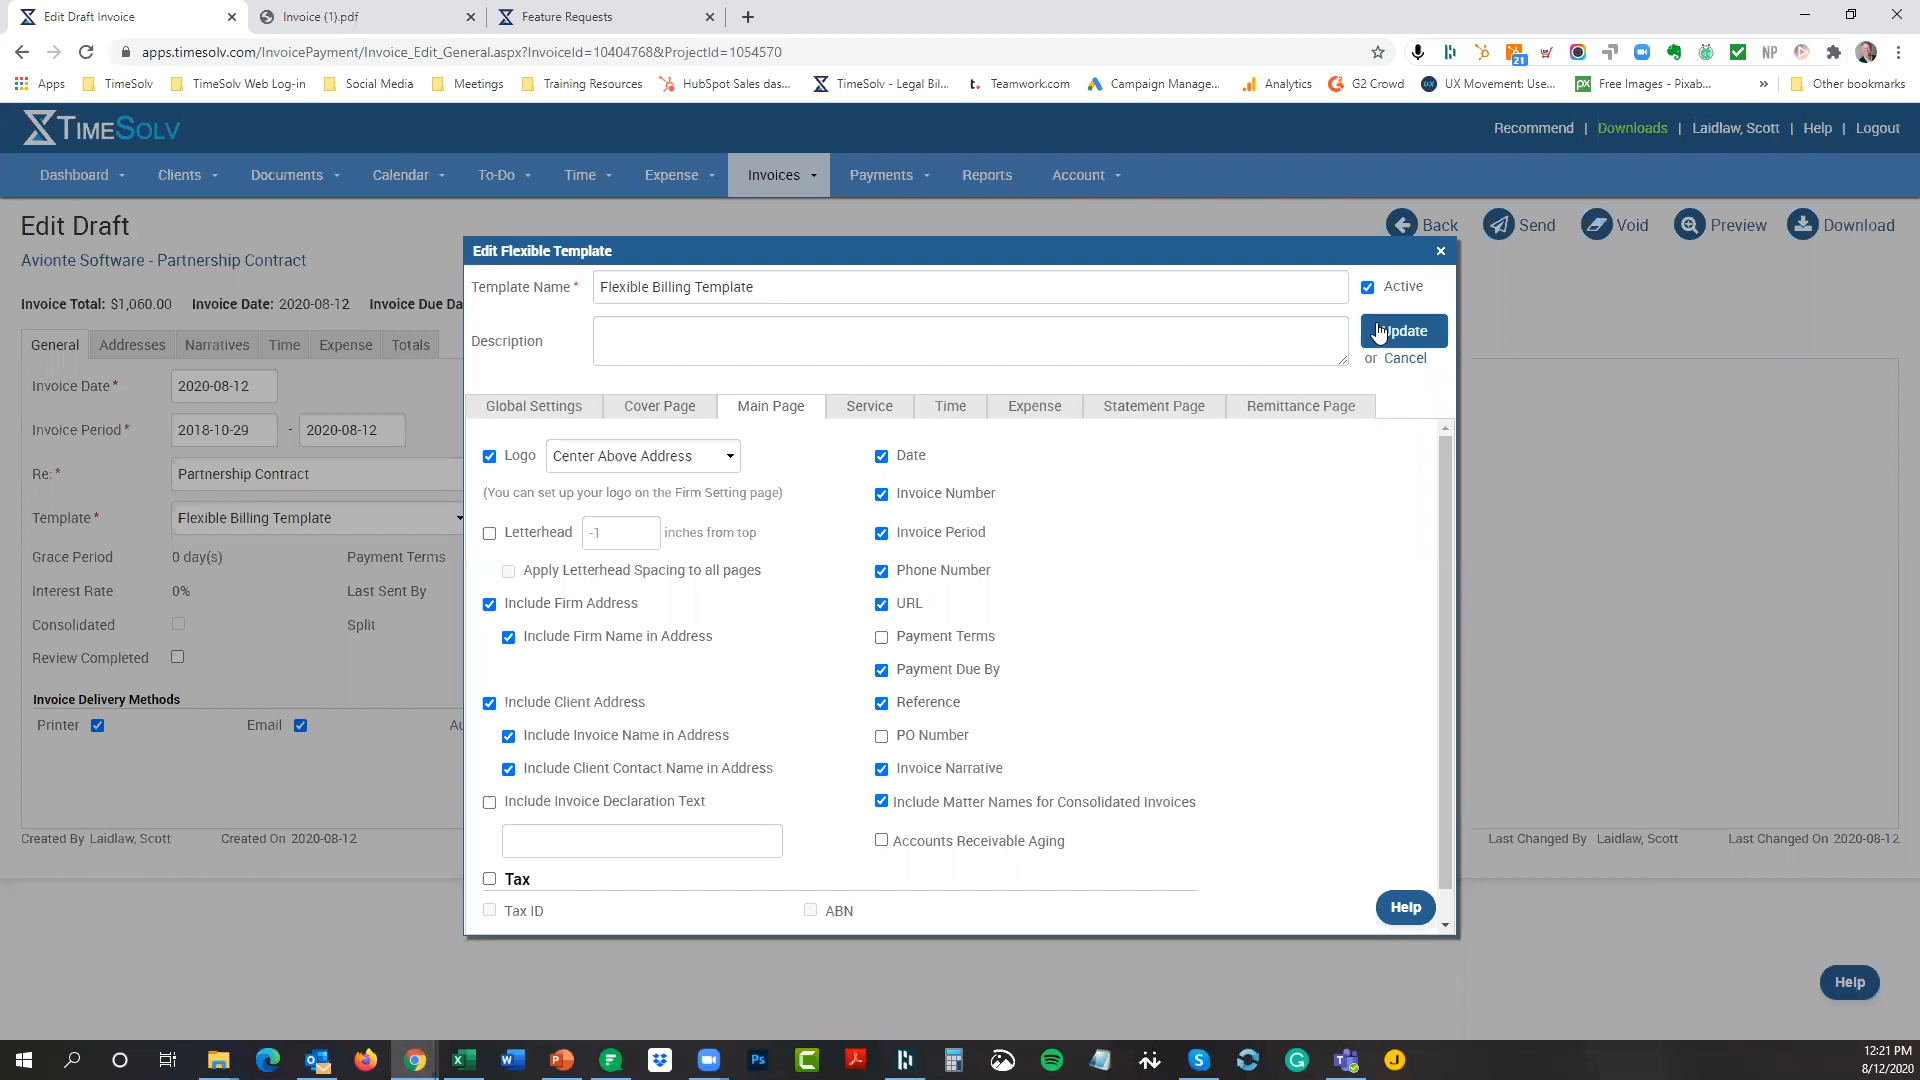 Edit Draft Invoice
Invoice (1).pdf
Feature Requests
apps.timesolv.com/InvoicePayment/Invoice_Edit_General.aspx?InvoiceId=10404768&ProjectId=1054570
21
NP
Apps
TimeSolv
TimeSolv Web Log-in
Social Media
Meetings
Training Resources
HubSpot Sales das...
TimeSolv - Legal Bil...
Teamwork.com
Campaign Manage...
Analytics
G2 Crowd
UX Movement: Use...
Free Images - Pixab...
Other bookmarks
TIMESOLV
Recommend | Downloads | Laidlaw, Scott | Help | Logout
Dashboard Clients Documents Calendar To-Do Time Expense Invoices Payments Reports Account
Edit Draft
Back Send Void Preview Download
Avionte Software - Partnership Contract
Invoice Total: $1,060.00 Invoice Date: 2020-08-12 Invoice Due Da
General Addresses Narratives Time Expense Totals
Invoice Date* 2020-08-12
Invoice Period* 2018-10-29 - 2020-08-12
Re:* Partnership Contract
Template* Flexible Billing Template
Grace Period 0 day(s) Payment Terms
Interest Rate 0% Last Sent By
Consolidated Split
Review Completed
Invoice Delivery Methods
Printer Email Au
Created By Laidlaw, Scott Created On 2020-08-12
Last Changed By Laidlaw, Scott Last Changed On 2020-08-12
Edit Flexible Template
Template Name* Flexible Billing Template Active
Description
Update
or Cancel
Global Settings Cover Page Main Page Service Time Expense Statement Page Remittance Page
Logo Center Above Address
(You can set up your logo on the Firm Setting page)
Letterhead -1 inches from top
Apply Letterhead Spacing to all pages
Include Firm Address
Include Firm Name in Address
Include Client Address
Include Invoice Name in Address
Include Client Contact Name in Address
Include Invoice Declaration Text
Date
Invoice Number
Invoice Period
Phone Number
URL
Payment Terms
Payment Due By
Reference
PO Number
Invoice Narrative
Include Matter Names for Consolidated Invoices
Accounts Receivable Aging
Tax
Tax ID ABN
Help
Help
12:21 PM
8/12/2020